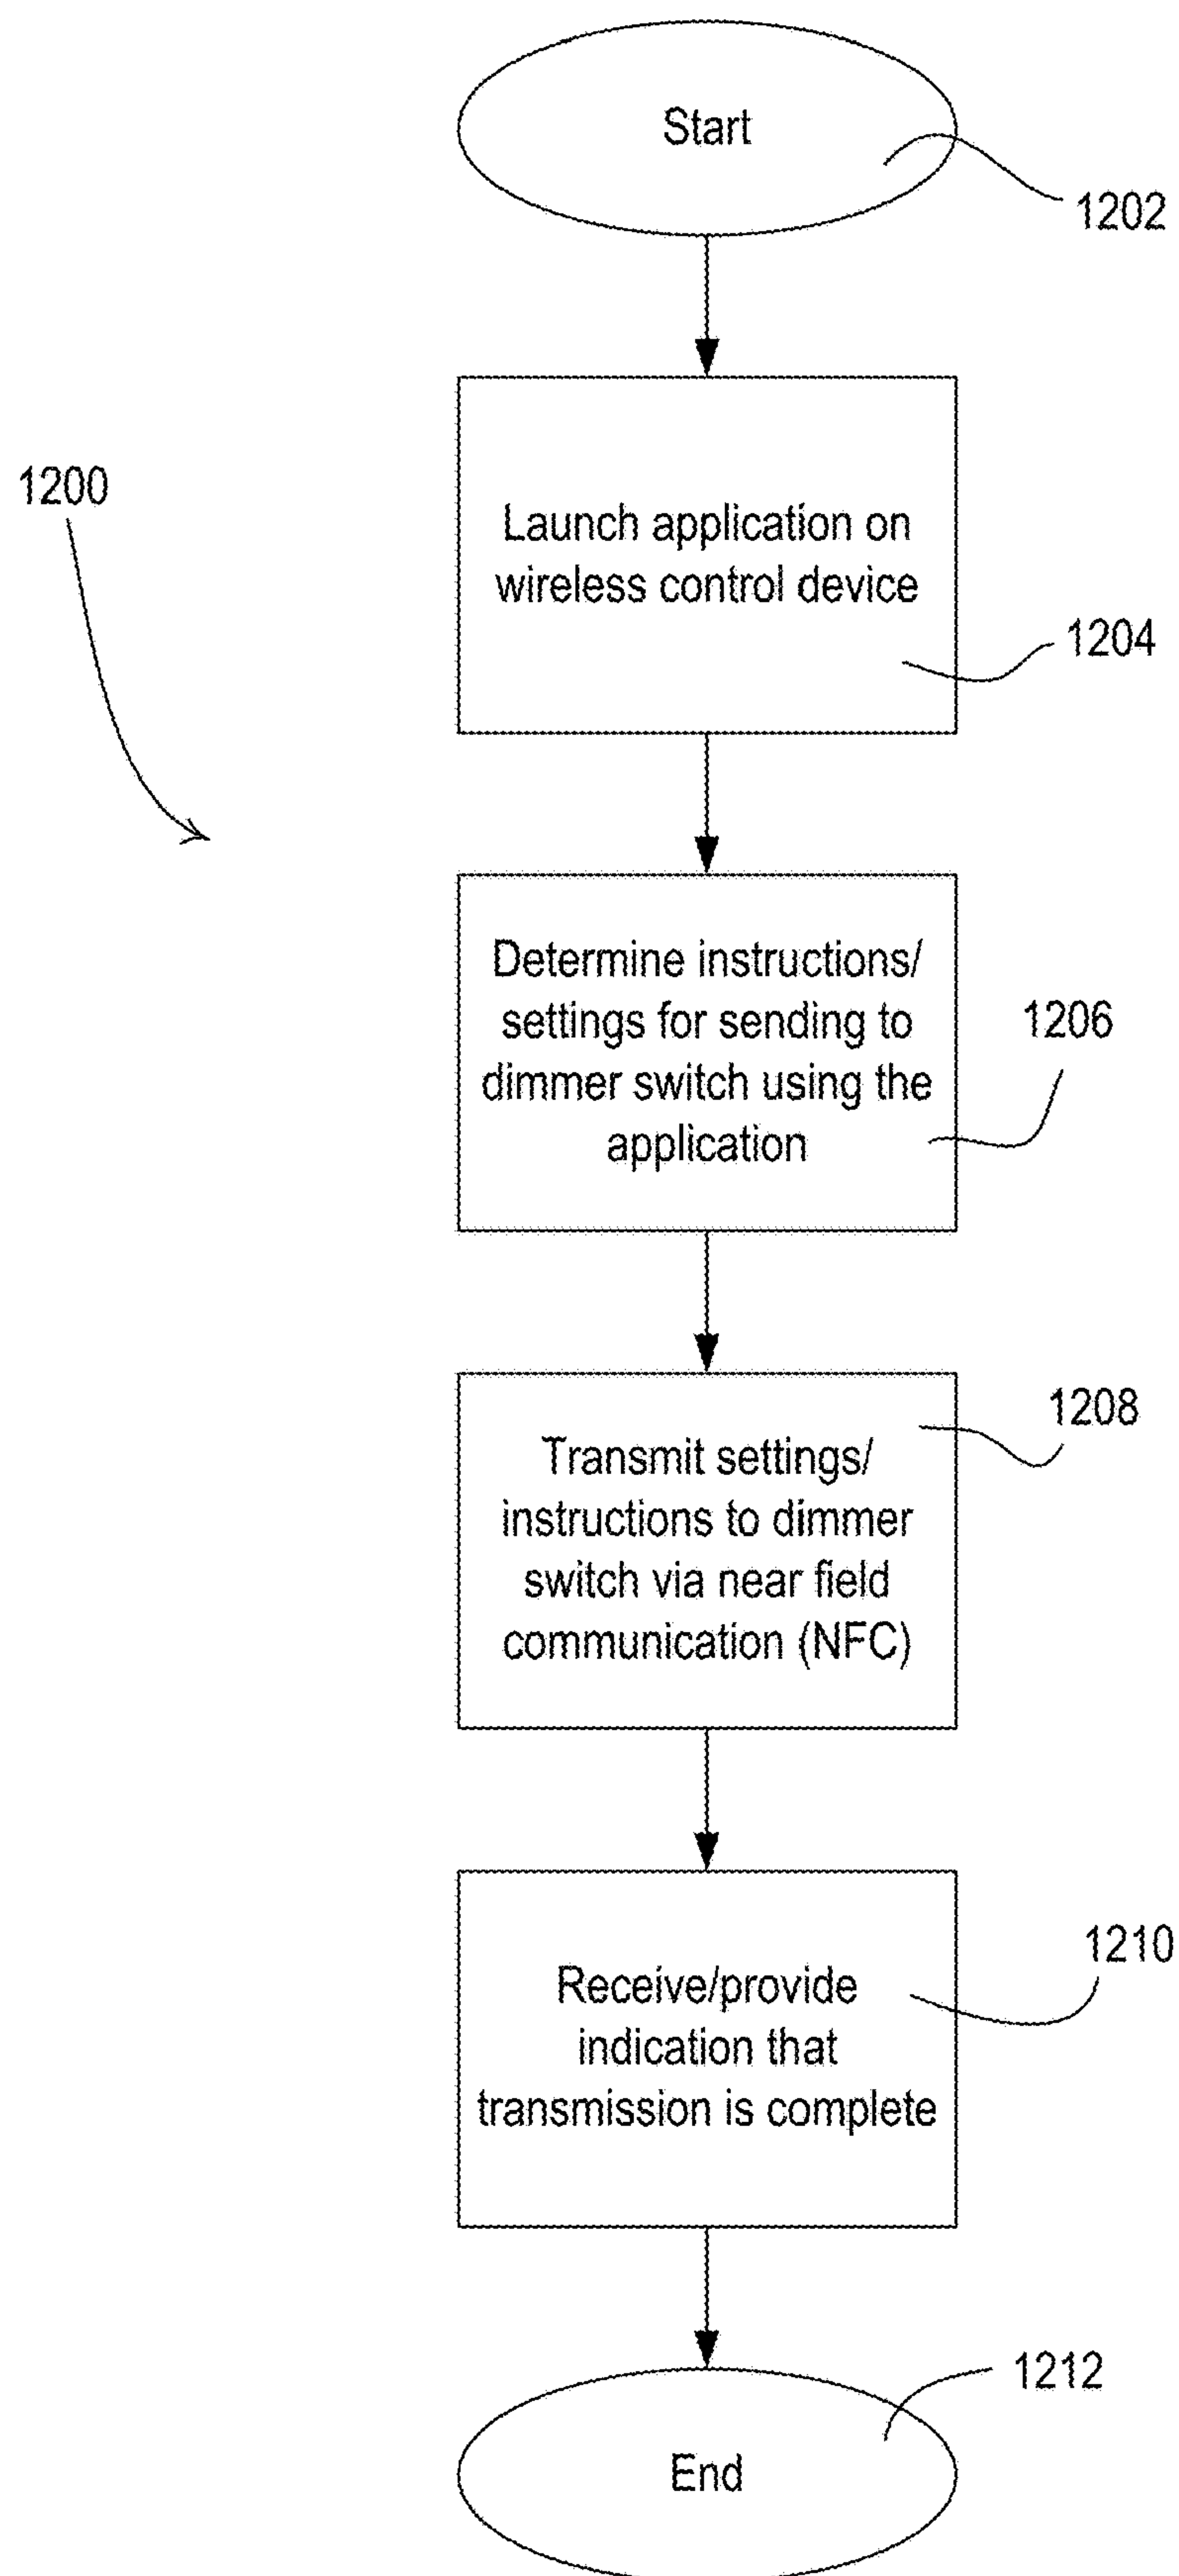 Start
1202
1200
Launch application on
wireless control device
1204
Determine instructions/
settings for sending to
dimmer switch using the
application
1206
1208
Transmit settings/
instructions to dimmer
switch via near field
communication (NFC)
1210
Receive/provide
indication that
transmission is complete
1212
End